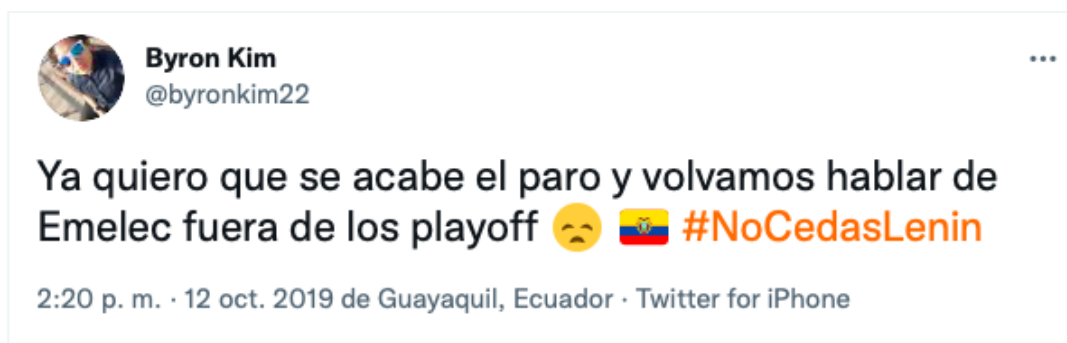 Byron Kim
@byronkim22
Ya quiero que se acabe el paro y volvamos hablar de
Emelec fuera de los playoff 😞 🇪🇨 #NoCedasLenin
2:20 p. m. · 12 oct. 2019 de Guayaquil, Ecuador · Twitter for iPhone